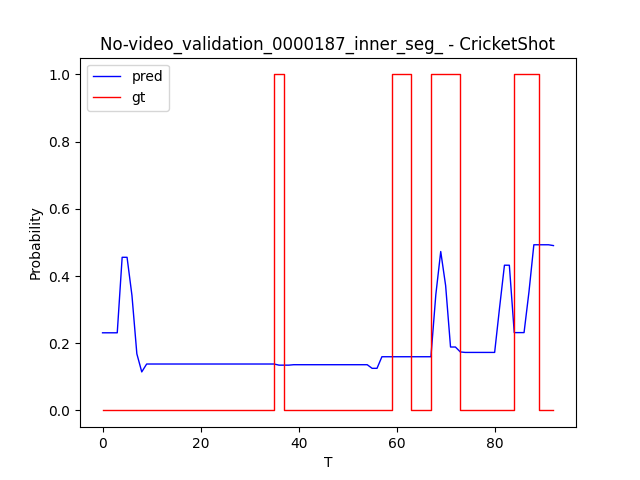 No-video_validation_0000187_inner_seg_ - CricketShot
pred
gt
1.0
0.8
0.6
0.4
0.2
0.0
Probability
0 20 40 60 80
T